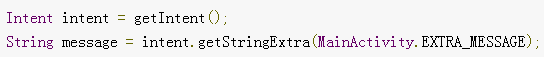 Intent intent = getIntent();
String message = intent.getStringExtra(MainActivity.EXTRA_MESSAGE);